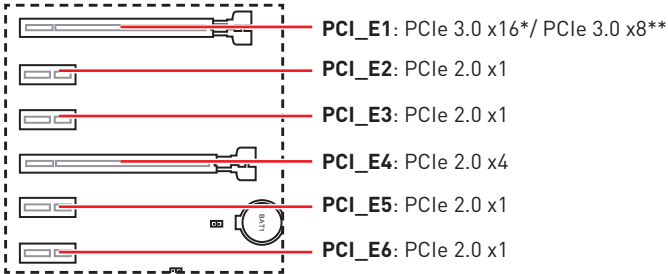 PCI_E1: PCIe 3.0 x16*/ PCIe 3.0 x8**
PCI_E2: PCIe 2.0 x1
PCI_E3: PCIe 2.0 x1
PCI_E4: PCIe 2.0 x4
PCI_E5: PCIe 2.0 x1
BAT1
PCI_E6: PCIe 2.0 x1